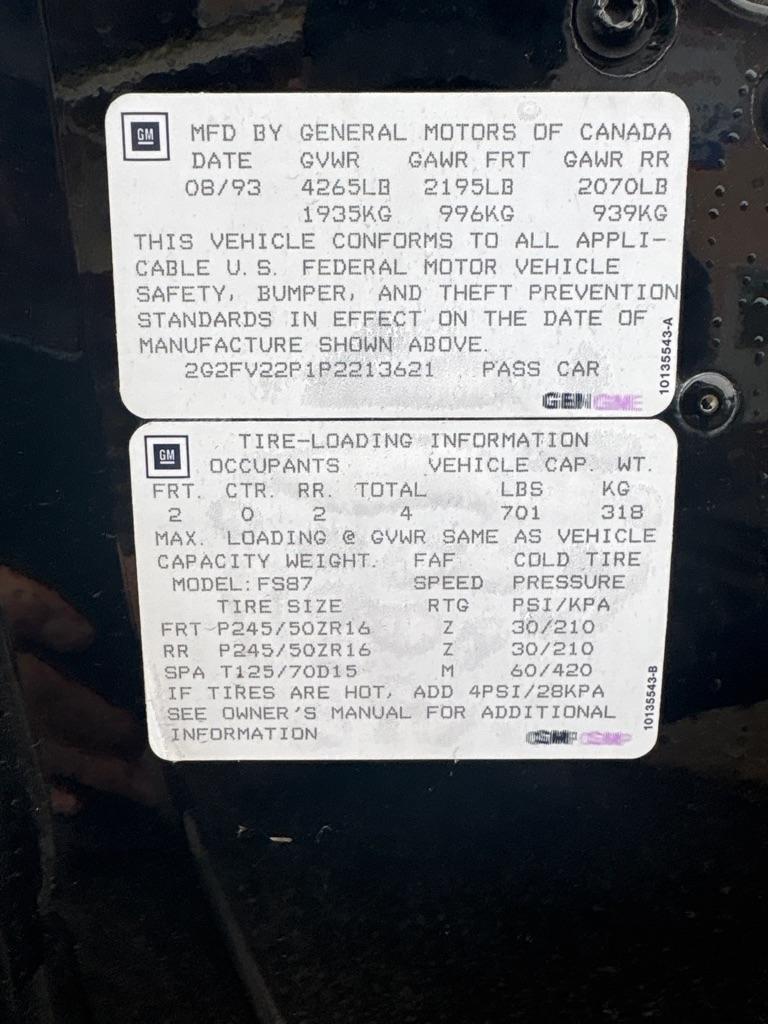 GM
MFD BY GENERAL MOTORS OF CANADA
DATE GVWR GAWR FRT GAWR RR
08/93 4265LB 2195LB 2070LB
1935KG 996KG 939KG
THIS VEHICLE CONFORMS TO ALL APPLI-
CABLE U.S. FEDERAL MOTOR VEHICLE
SAFETY, BUMPER, AND THEFT PREVENTION
STANDARDS IN EFFECT ON THE DATE OF
MANUFACTURE SHOWN ABOVE.
2G2FV22P1P2213621 PASS CAR
10135543-A
GM
TIRE-LOADING INFORMATION
OCCUPANTS VEHICLE CAP. WT.
FRT. CTR. RR. TOTAL LBS KG
2 0 2 4 701 318
MAX. LOADING @ GVWR SAME AS VEHICLE
CAPACITY WEIGHT. FAF COLD TIRE
MODEL:FS87 SPEED PRESSURE
TIRE SIZE RTG PSI/KPA
FRT P245/50ZR16 Z 30/210
RR P245/50ZR16 Z 30/210
SPA T125/70D15 M 60/420
IF TIRES ARE HOT, ADD 4PSI/28KPA
SEE OWNER'S MANUAL FOR ADDITIONAL
INFORMATION
10135543-B